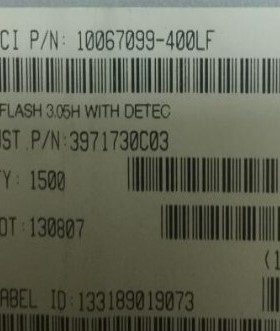 CI P/N: 10067099-400LF
FLASH 3.05H WITH DETEC
UST P/N:3971730C03
Y: 1500
OT:130807
(1
ABEL ID:133189019073